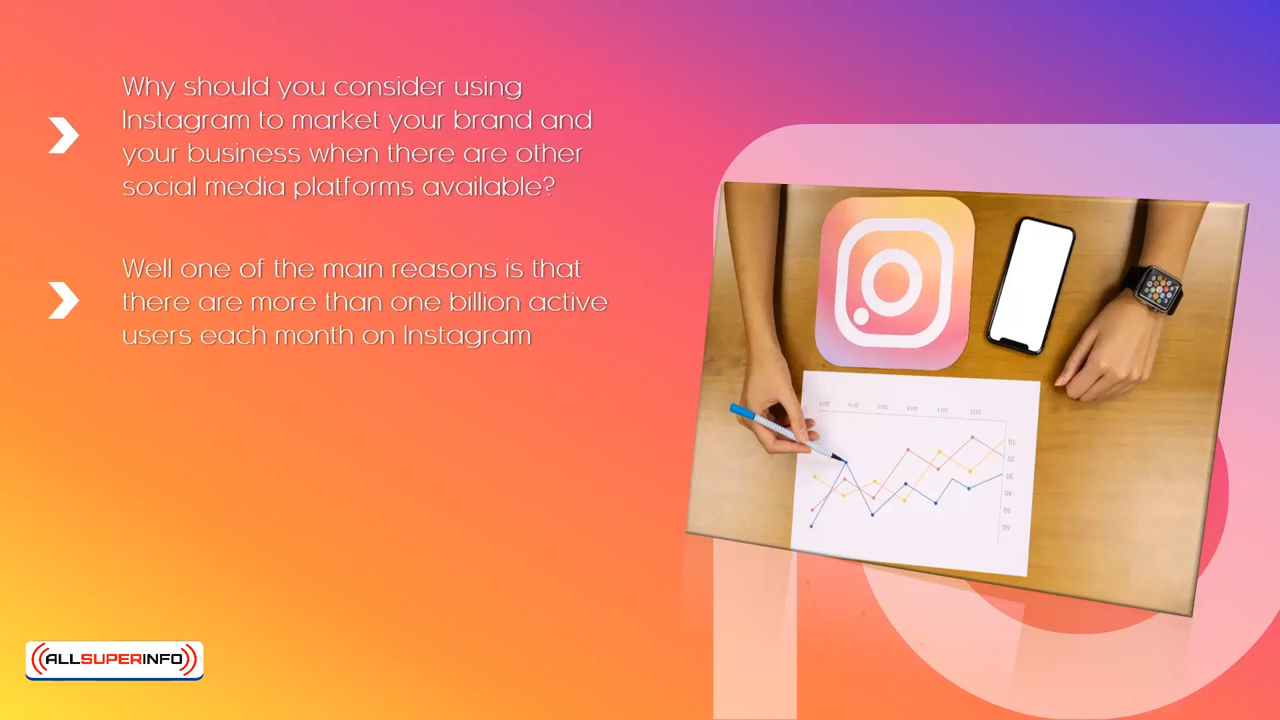 Why should you consider using
Instagram to market your brand and
your business when there are other
social media platforms available?
Well one of the main reasons is that
there are more than one billion active
users each month on Instagram
ALLSUPERINFO